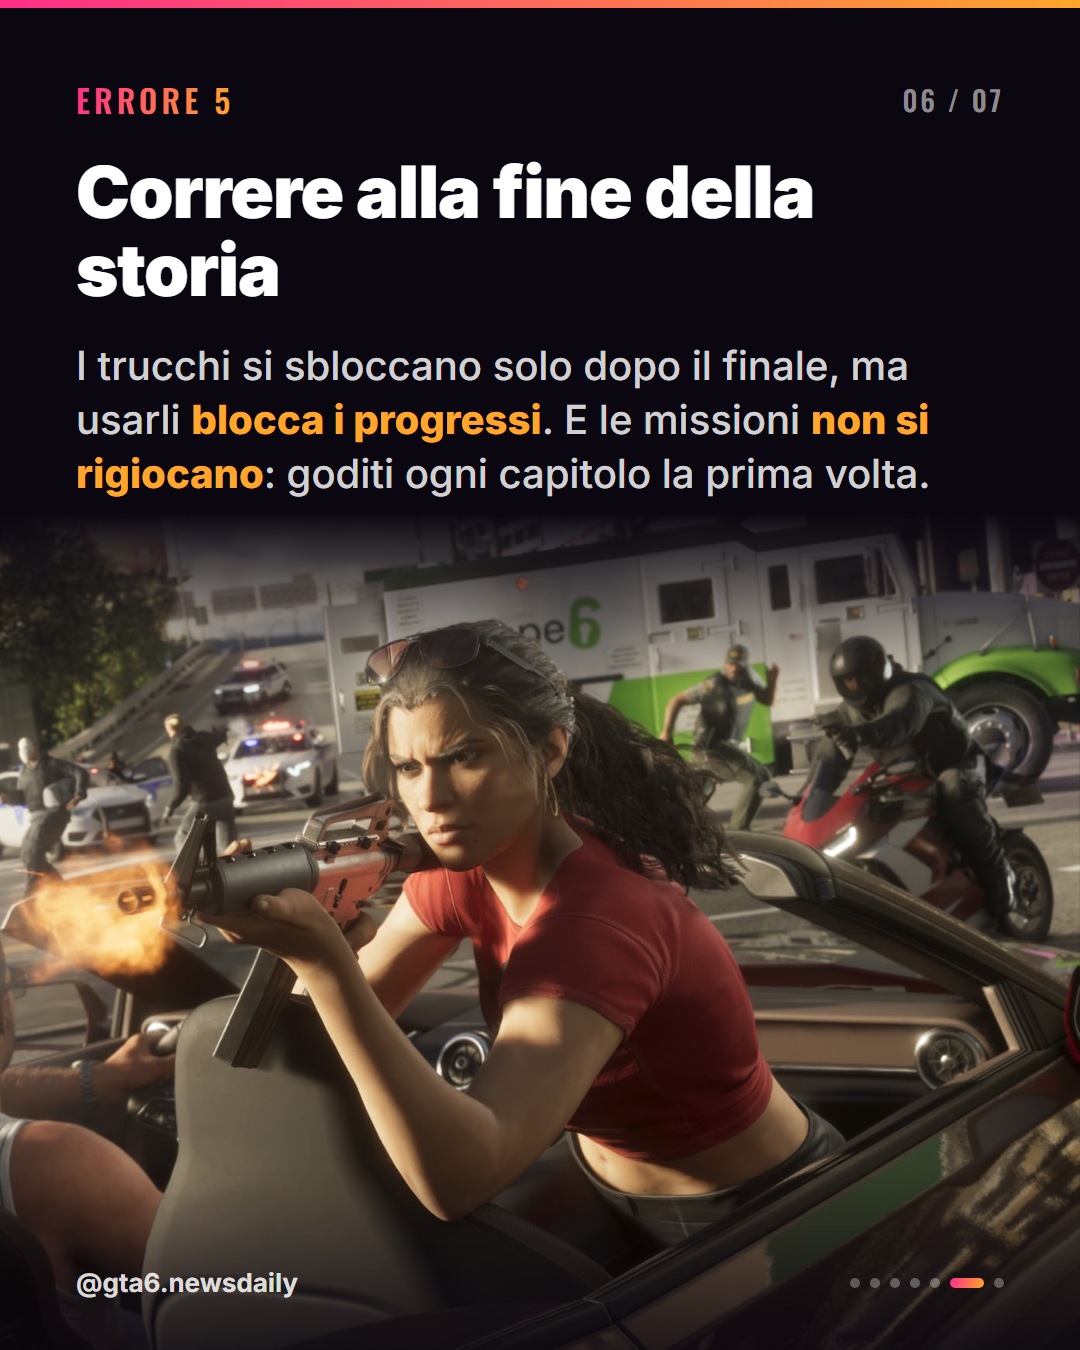 ERRORE 5
06 / 07
Correre alla fine della
storia
I trucchi si sbloccano solo dopo il finale, ma
usarli blocca i progressi. E le missioni non si
rigiocano: goditi ogni capitolo la prima volta.
pe6
@gta6.newsdaily